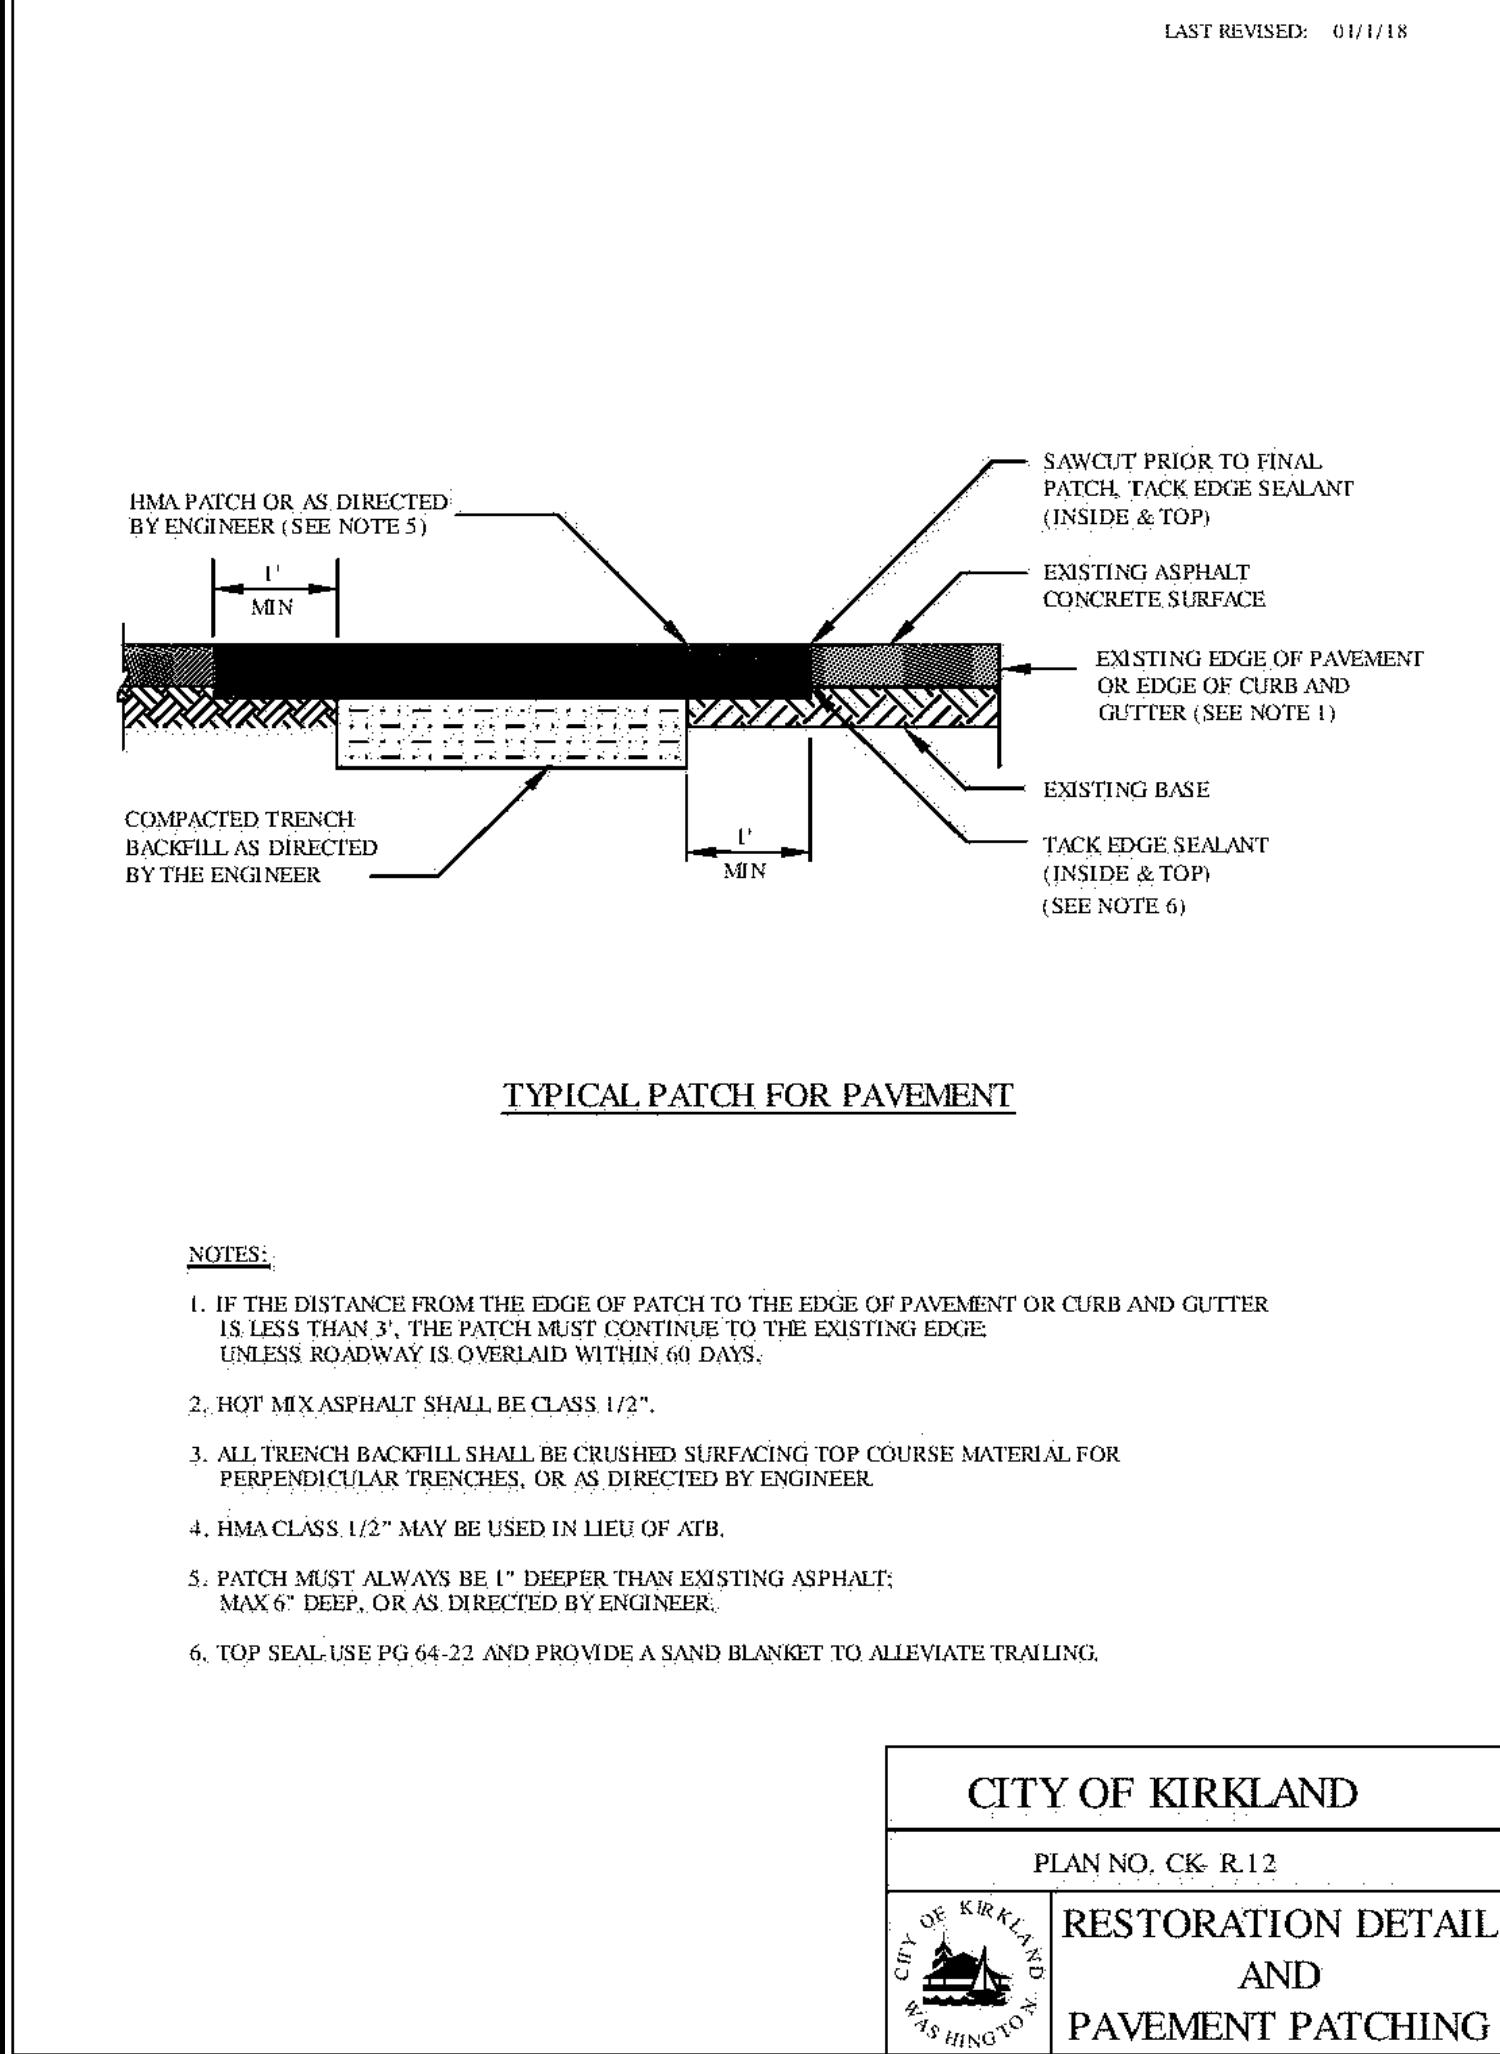 LAST REVISED: 01/1/18
HMA PATCH OR AS DIRECTED
BY ENGINEER (SEE NOTE 5)
1'
MIN
SAWCUT PRIOR TO FINAL
PATCH, TACK EDGE SEALANT
(INSIDE & TOP)
EXISTING ASPHALT
CONCRETE SURFACE
EXISTING EDGE OF PAVEMENT
OR EDGE OF CURB AND
GUTTER (SEE NOTE 1)
EXISTING BASE
COMPACTED TRENCH
BACKFILL AS DIRECTED
BY THE ENGINEER
1'
MIN
TACK EDGE SEALANT
(INSIDE & TOP)
(SEE NOTE 6)
TYPICAL PATCH FOR PAVEMENT
NOTES:
1. IF THE DISTANCE FROM THE EDGE OF PATCH TO THE EDGE OF PAVEMENT OR CURB AND GUTTER
IS LESS THAN 3', THE PATCH MUST CONTINUE TO THE EXISTING EDGE
UNLESS ROADWAY IS OVERLAID WITHIN 60 DAYS.
2. HOT MIX ASPHALT SHALL BE CLASS 1/2".
3. ALL TRENCH BACKFILL SHALL BE CRUSHED SURFACING TOP COURSE MATERIAL FOR
PERPENDICULAR TRENCHES, OR AS DIRECTED BY ENGINEER
4. HMA CLASS 1/2" MAY BE USED IN LIEU OF ATB.
5. PATCH MUST ALWAYS BE 1" DEEPER THAN EXISTING ASPHALT;
MAX 6" DEEP, OR AS DIRECTED BY ENGINEER.
6. TOP SEAL USE PG 64-22 AND PROVIDE A SAND BLANKET TO ALLEVIATE TRAILING.
CITY OF KIRKLAND
PLAN NO. CK- R.12
CITY OF KIRKLAND
WASHINGTON
RESTORATION DETAIL
AND
PAVEMENT PATCHING